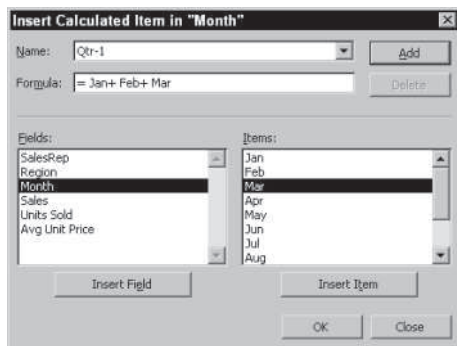 Insert Calculated Item in "Month"
Name: Qtr-1 Add
Formula: = Jan+ Feb+ Mar Delete
Fields: Items:
SalesRep Jan
Region Feb
Month Mar
Sales Apr
Units Sold May
Avg Unit Price Jun
Jul
Aug
Insert Field Insert Item
OK Close